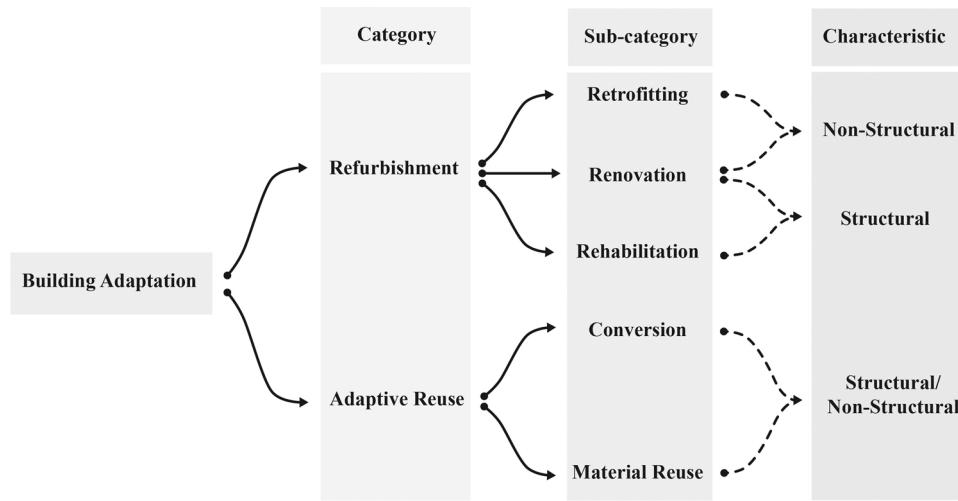 Category
Sub-category
Characteristic
Building Adaptation
Refurbishment
Adaptive Reuse
Retrofitting
Renovation
Rehabilitation
Conversion
Material Reuse
Non-Structural
Structural
Structural/
Non-Structural